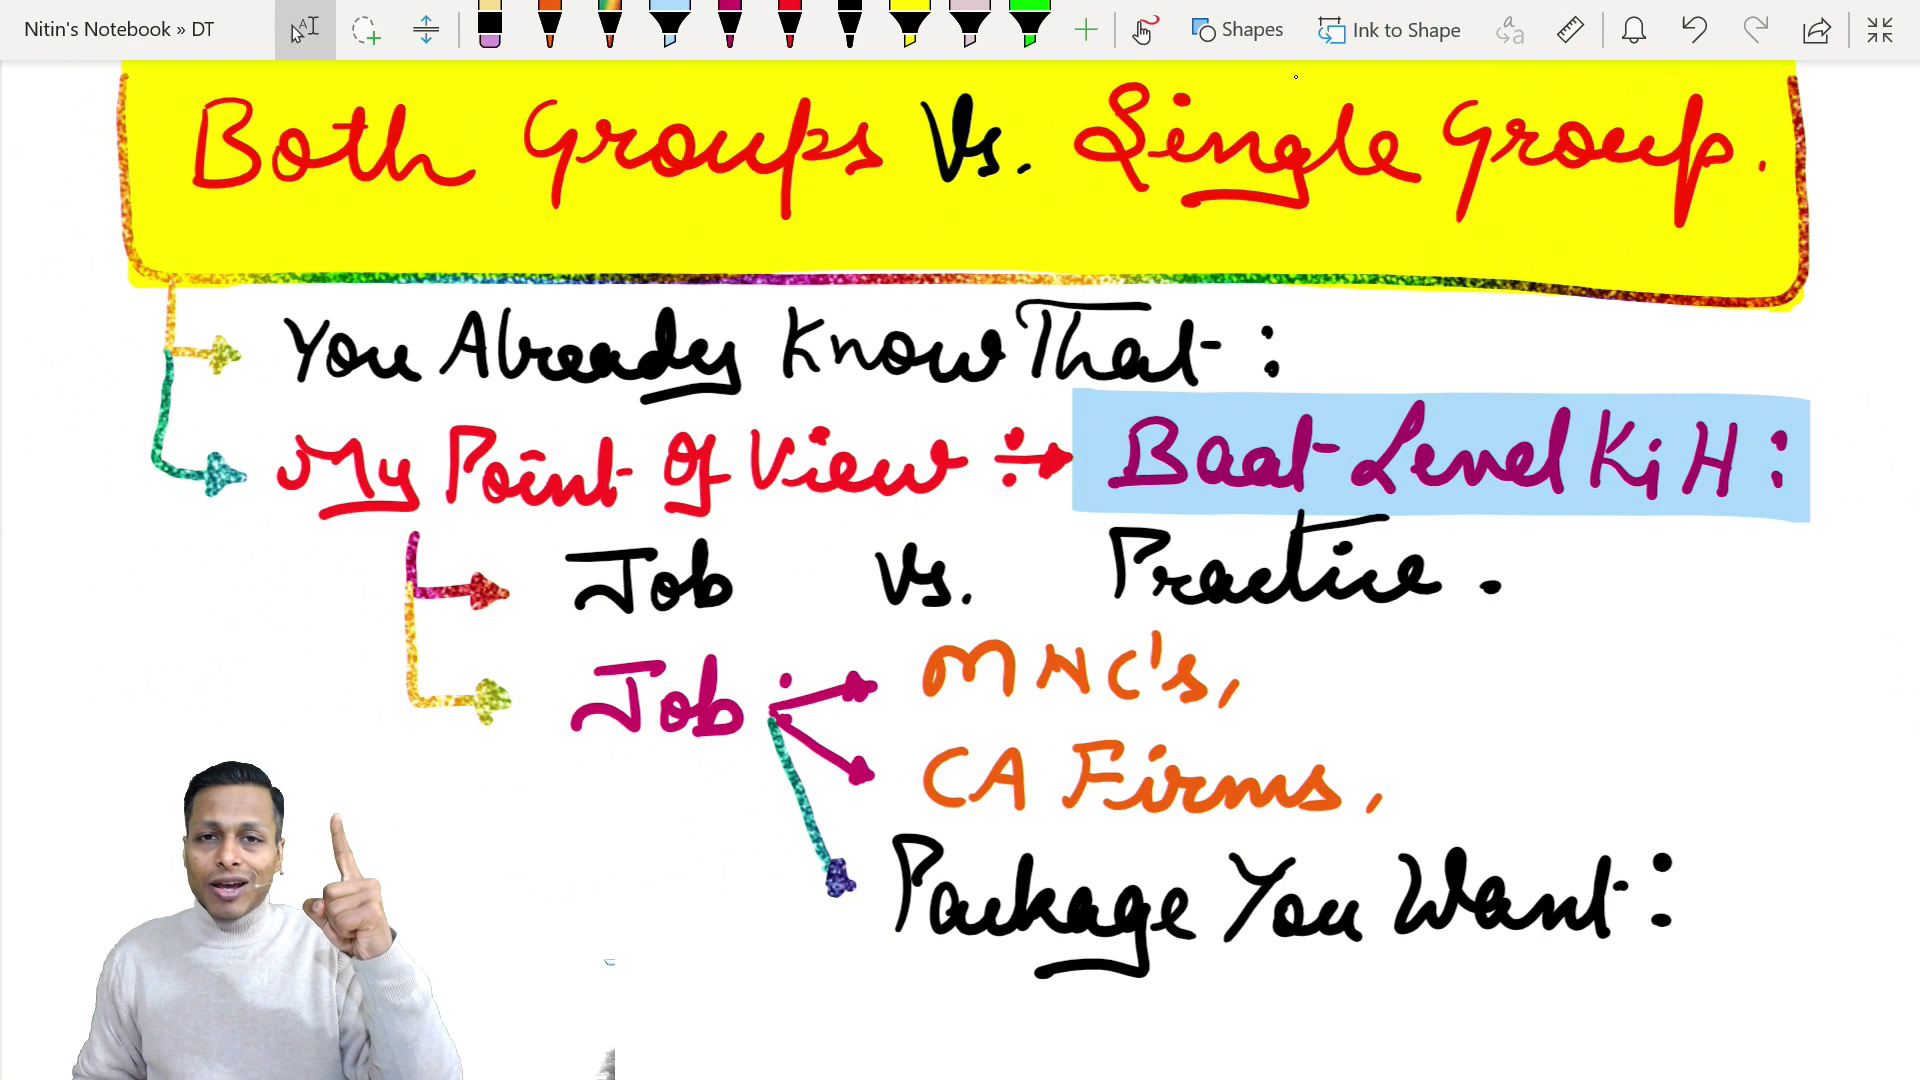 Nitin's Notebook » DT
Shapes
Ink to Shape
Both Groups Vs. Single Group.
You Already Know That :
My Point Of View ÷→ Baat Level Ki H :
Job Vs. Practice.
Job : MNC's,
CA Firms,
Package You Want :